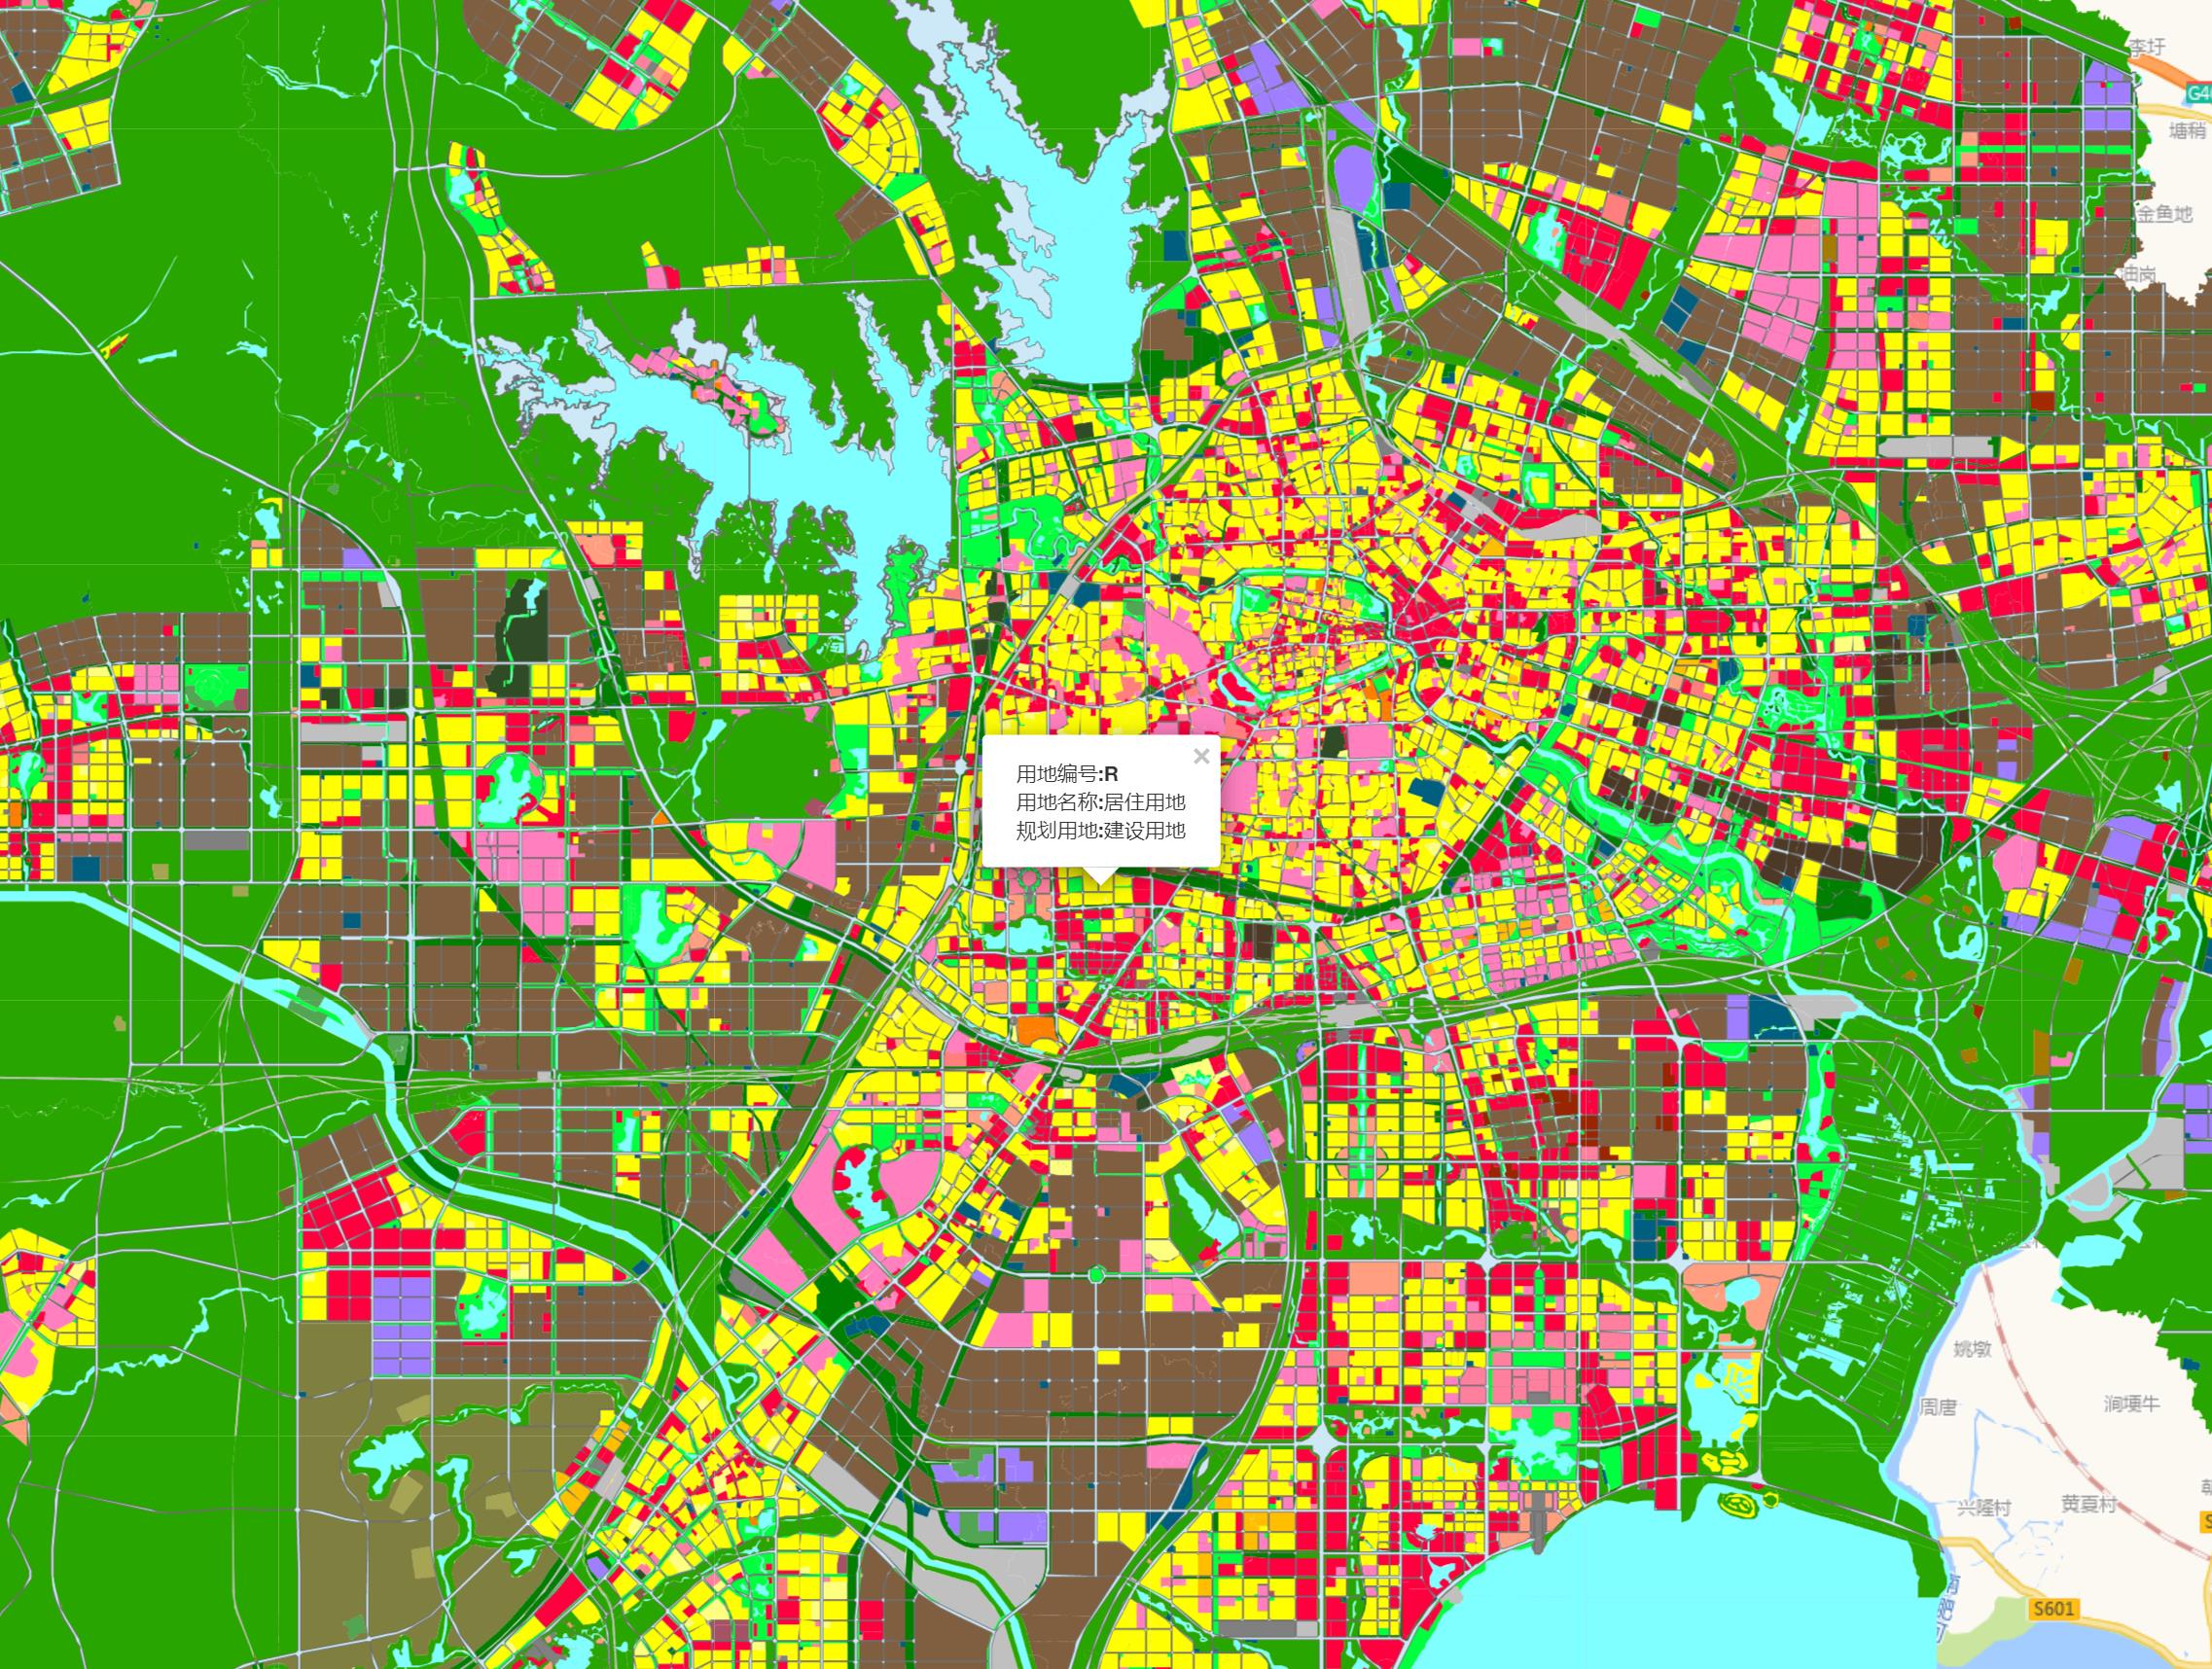 李圩
G4
塘稍
金鱼地
油岗
×
用地编号:R
用地名称:居住用地
规划用地:建设用地
姚墩
周唐
涧埂牛
兴隆村
黄夏村
S601